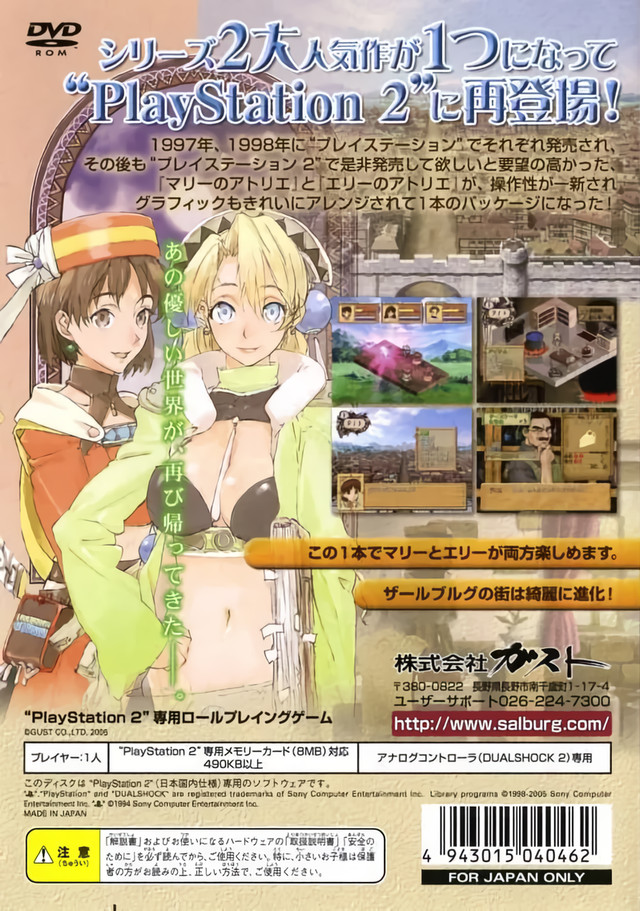 DVD
ROM
シリーズ2大人気作が1つになって
“PlayStation 2”に再登場！
1997年、1998年に“プレイステーション”でそれぞれ発売され、
その後も“プレイステーション 2”で是非発売して欲しいと要望の高かった、
『マリーのアトリエ』と『エリーのアトリエ』が、操作性が一新され
グラフィックもきれいにアレンジされて1本のパッケージになった！
あの優しい世界が、再び帰ってきた——。
この1本でマリーとエリーが両方楽しめます。
ザールブルグの街は綺麗に進化！
株式会社ガスト
〒380-0822 長野県長野市南千歳町1-17-4
ユーザーサポート026-224-7300
http://www.salburg.com/
“PlayStation 2”専用ロールプレイングゲーム
©GUST CO.,LTD. 2005
プレイヤー：1人
“PlayStation 2”専用メモリーカード（8MB）対応
490KB以上
アナログコントローラ（DUALSHOCK 2）専用
このディスクは “PlayStation 2”（日本国内仕様）専用のソフトウェアです。
“ ”, “PlayStation” and “DUALSHOCK” are registered trademarks of Sony Computer Entertainment Inc. Library programs ©1998-2005 Sony Computer
Entertainment Inc. “ ” ©1994 Sony Computer Entertainment Inc.
MADE IN JAPAN
注意
（ちゅうい）
「解説書」およびお使いになるハードウェアの「取扱説明書」「安全の
ために」を必ず読んでから、ご使用ください。特に、小さいお子様は保護
者の方がお読みの上、正しい方法で、ご使用ください。
4 943015 040462
FOR JAPAN ONLY